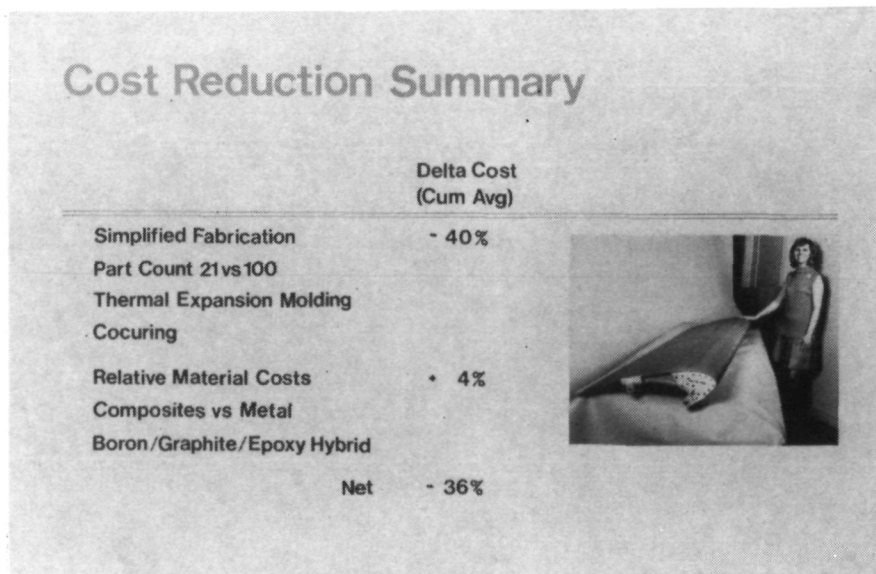 Cost Reduction Summary
Delta Cost
(Cum Avg)
Simplified Fabrication - 40%
Part Count 21 vs 100
Thermal Expansion Molding
Cocuring
Relative Material Costs + 4%
Composites vs Metal
Boron/Graphite/Epoxy Hybrid
Net - 36%